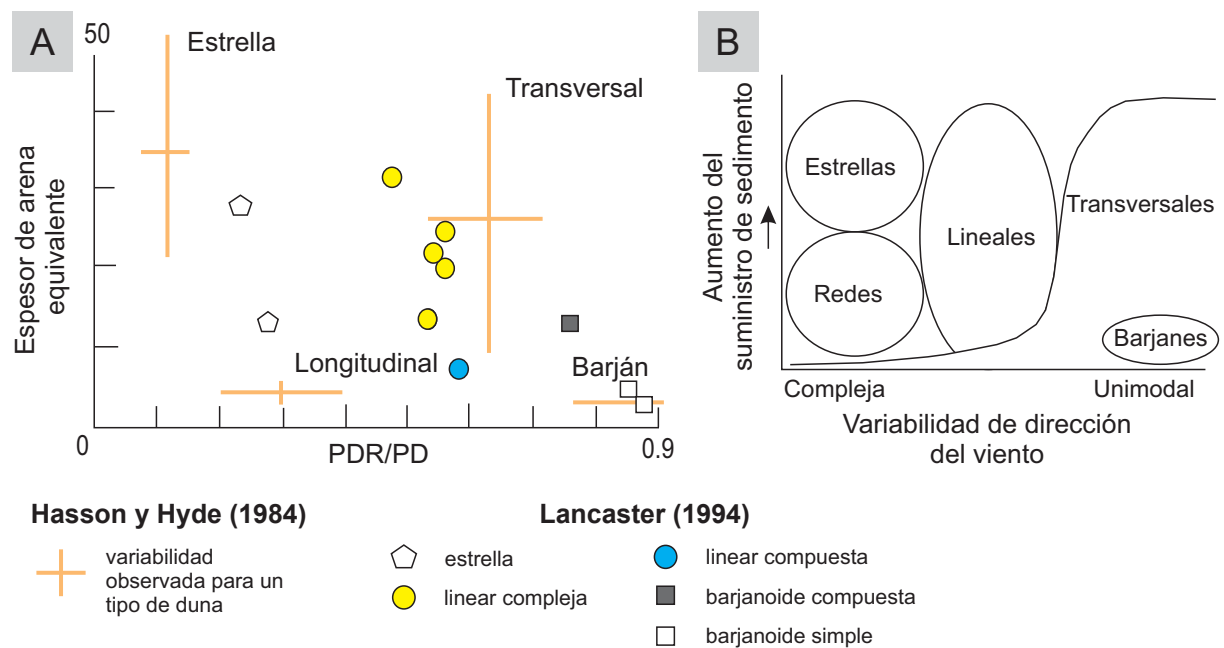 A
50
Estrella
Transversal
Espesor de arena
equivalente
Longitudinal
Barján
0
PDR/PD
0.9
B
Aumento del
suministro de sedimento
Estrellas
Redes
Lineales
Transversales
Barjanes
Compleja
Unimodal
Variabilidad de dirección
del viento
Hasson y Hyde (1984)
variabilidad
observada para un
tipo de duna
Lancaster (1994)
estrella
linear compleja
linear compuesta
barjanoide compuesta
barjanoide simple